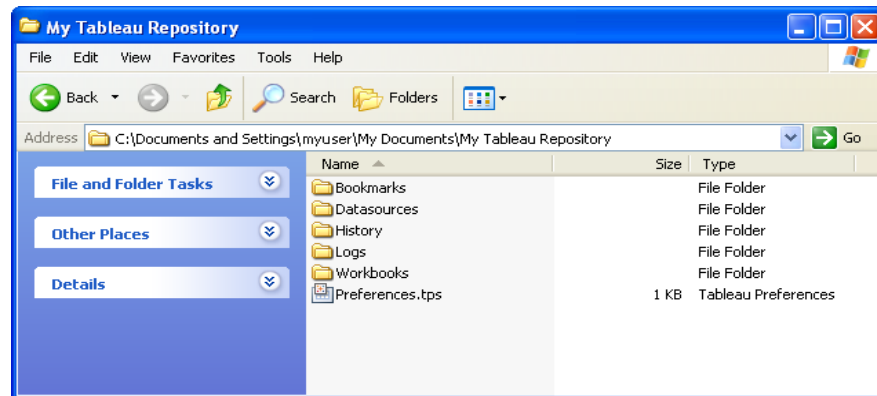 My Tableau Repository
File Edit View Favorites Tools Help
Back Search Folders
Address C:\Documents and Settings\myuser\My Documents\My Tableau Repository Go
Name Size Type
File and Folder Tasks
Other Places
Details
Bookmarks File Folder
Datasources File Folder
History File Folder
Logs File Folder
Workbooks File Folder
Preferences.tps 1 KB Tableau Preferences